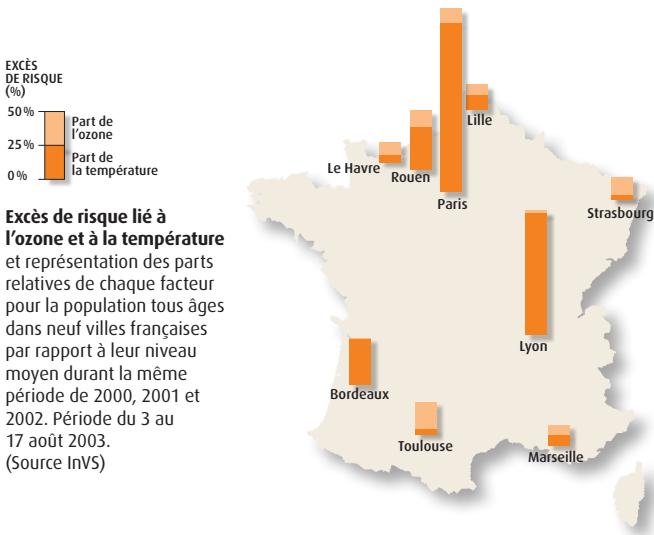 EXCÈS
DE RISQUE
(%)
50 %
Part de
l'ozone
25 %
Part de
la température
0 %
Excès de risque lié à
l'ozone et à la température
et représentation des parts
relatives de chaque facteur
pour la population tous âges
dans neuf villes françaises
par rapport à leur niveau
moyen durant la même
période de 2000, 2001 et
2002. Période du 3 au
17 août 2003.
(Source InVS)
Lille
Le Havre
Rouen
Paris
Strasbourg
Lyon
Bordeaux
Toulouse
Marseille